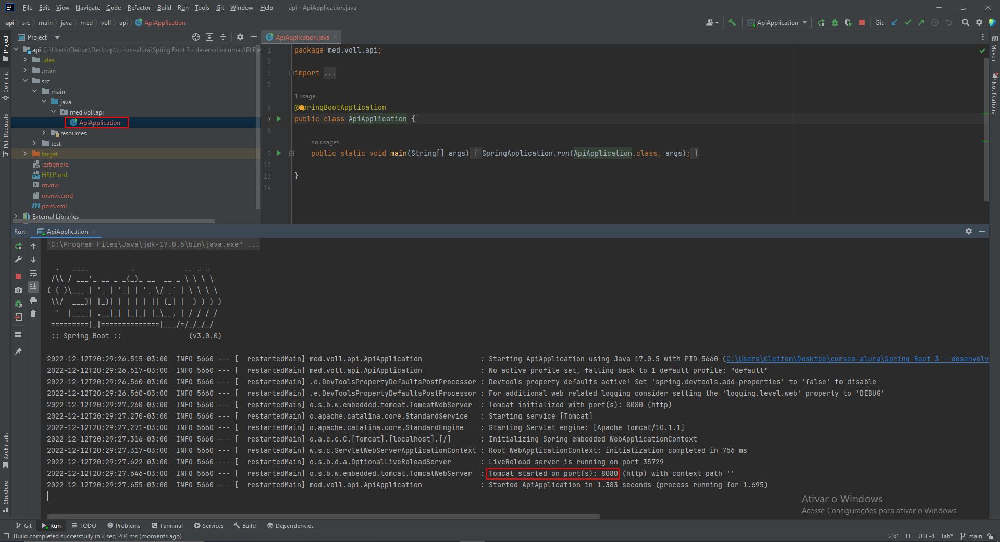 File Edit View Navigate Code Refactor Build Run Tools Git Window Help api - ApiApplication.java
api src main java med voll api ApiApplication
ApiApplication Git:
Project
ApiApplication.java
Project
Commit
Pull Requests
Bookmarks
Structure
Maven
Notifications
api C:\Users\Cleiton\Desktop\cursos-alura\Spring Boot 3 - desenvolva uma API Re
.idea
.mvn
src
main
java
med.voll.api
ApiApplication
resources
test
target
.gitignore
HELP.md
mvnw
mvnw.cmd
pom.xml
External Libraries
1 package med.voll.api;
2
3 import ...
5
1 usage
6 @SpringBootApplication
7 public class ApiApplication {
8
no usages
9 public static void main(String[] args) { SpringApplication.run(ApiApplication.class, args); }
12
13 }
14
Run: ApiApplication
"C:\Program Files\Java\jdk-17.0.5\bin\java.exe" ...
  .   ____          _            __ _ _
 /\\ / ___'_ __ _ _(_)_ __  __ _ \ \ \ \
( ( )\___ | '_ | '_| | '_ \/ _` | \ \ \ \
 \\/  ___)| |_)| | | | | || (_| |  ) ) ) )
  '  |____| .__|_| |_|_| |_\__, | / / / /
 =========|_|==============|___/=/_/_/_/
 :: Spring Boot ::                (v3.0.0)
2022-12-12T20:29:26.515-03:00  INFO 5660 --- [  restartedMain] med.voll.api.ApiApplication              : Starting ApiApplication using Java 17.0.5 with PID 5660 (C:\Users\Cleiton\Desktop\cursos-alura\Spring Boot 3 - desenvolv
2022-12-12T20:29:26.517-03:00  INFO 5660 --- [  restartedMain] med.voll.api.ApiApplication              : No active profile set, falling back to 1 default profile: "default"
2022-12-12T20:29:26.560-03:00  INFO 5660 --- [  restartedMain] .e.DevToolsPropertyDefaultsPostProcessor : Devtools property defaults active! Set 'spring.devtools.add-properties' to 'false' to disable
2022-12-12T20:29:26.560-03:00  INFO 5660 --- [  restartedMain] .e.DevToolsPropertyDefaultsPostProcessor : For additional web related logging consider setting the 'logging.level.web' property to 'DEBUG'
2022-12-12T20:29:27.260-03:00  INFO 5660 --- [  restartedMain] o.s.b.w.embedded.tomcat.TomcatWebServer  : Tomcat initialized with port(s): 8080 (http)
2022-12-12T20:29:27.270-03:00  INFO 5660 --- [  restartedMain] o.apache.catalina.core.StandardService   : Starting service [Tomcat]
2022-12-12T20:29:27.271-03:00  INFO 5660 --- [  restartedMain] o.apache.catalina.core.StandardEngine    : Starting Servlet engine: [Apache Tomcat/10.1.1]
2022-12-12T20:29:27.316-03:00  INFO 5660 --- [  restartedMain] o.a.c.c.C.[Tomcat].[localhost].[/]       : Initializing Spring embedded WebApplicationContext
2022-12-12T20:29:27.317-03:00  INFO 5660 --- [  restartedMain] w.s.c.ServletWebServerApplicationContext : Root WebApplicationContext: initialization completed in 756 ms
2022-12-12T20:29:27.622-03:00  INFO 5660 --- [  restartedMain] o.s.b.d.a.OptionalLiveReloadServer       : LiveReload server is running on port 35729
2022-12-12T20:29:27.646-03:00  INFO 5660 --- [  restartedMain] o.s.b.w.embedded.tomcat.TomcatWebServer  : Tomcat started on port(s): 8080 (http) with context path ''
2022-12-12T20:29:27.655-03:00  INFO 5660 --- [  restartedMain] med.voll.api.ApiApplication              : Started ApiApplication in 1.383 seconds (process running for 1.695)
Ativar o Windows
Acesse Configurações para ativar o Windows.
Git Run TODO Problems Terminal Services Build Dependencies
Build completed successfully in 2 sec, 204 ms (moments ago) 23:1 LF UTF-8 Tab* main